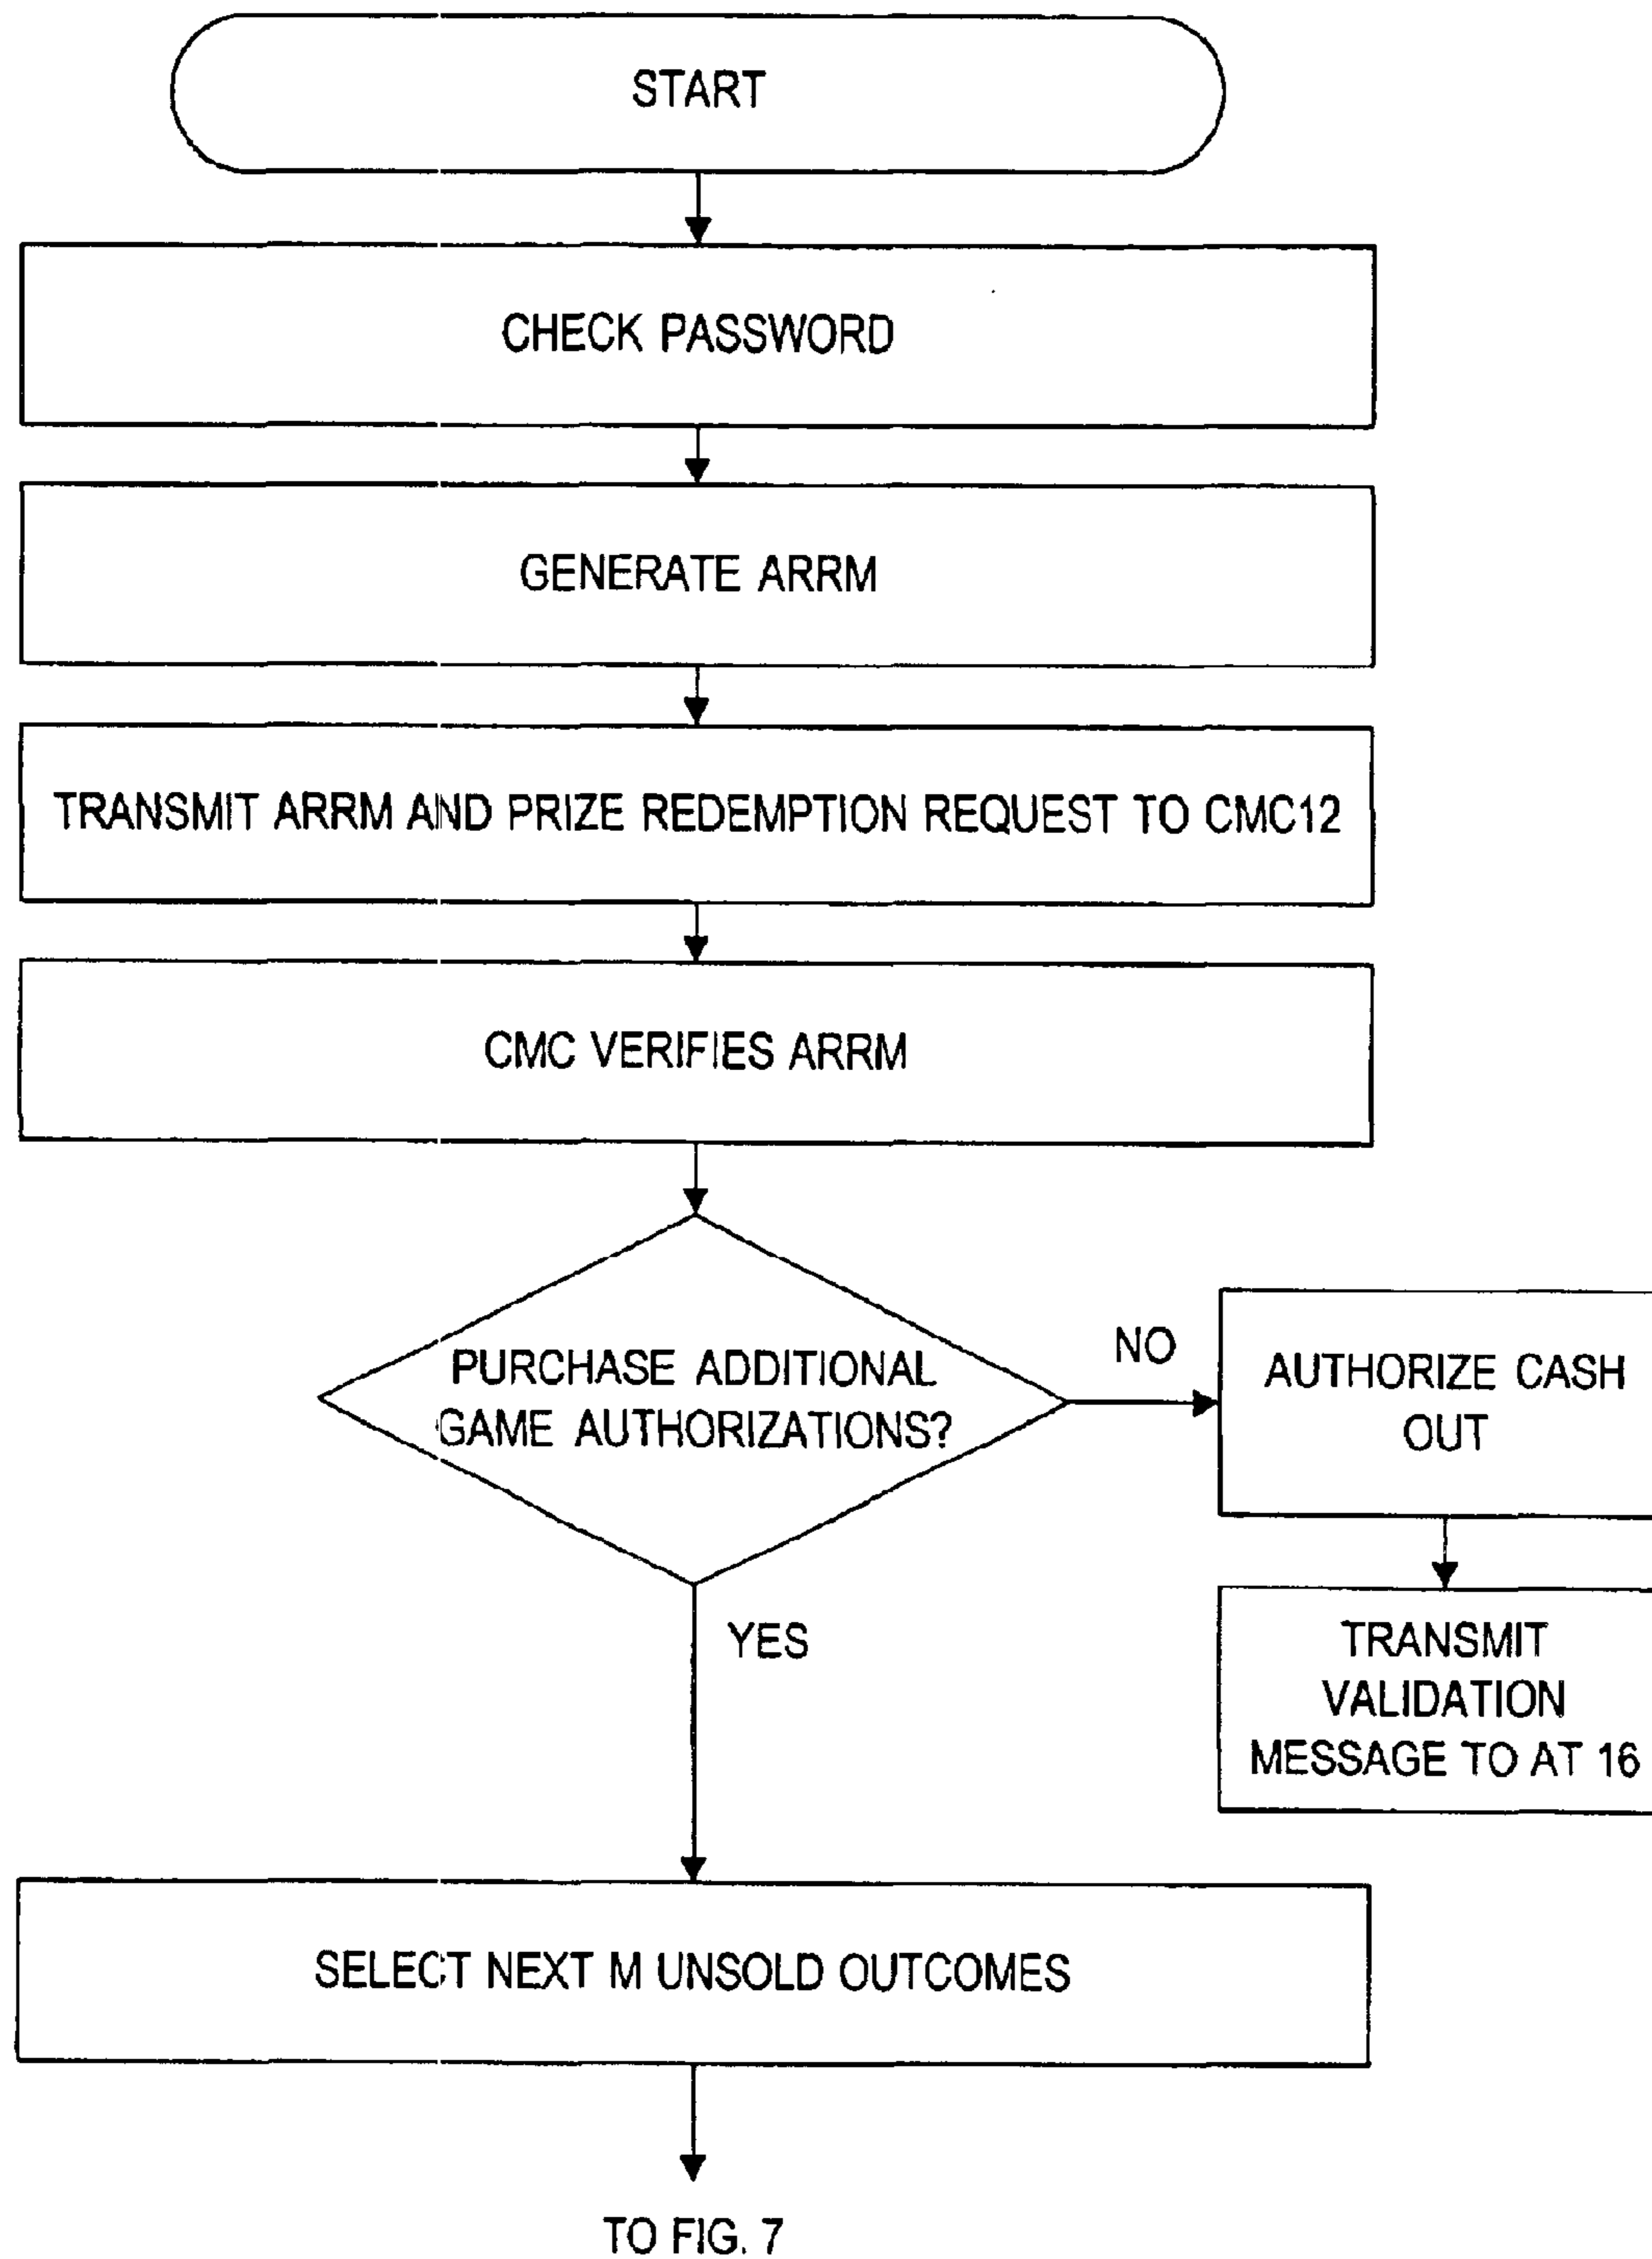 START
CHECK PASSWORD
GENERATE ARRM
TRANSMIT ARRM AND PRIZE REDEMPTION REQUEST TO CMC12
CMC VERIFIES ARRM
PURCHASE ADDITIONAL
GAME AUTHORIZATIONS?
NO
AUTHORIZE CASH
OUT
TRANSMIT
VALIDATION
MESSAGE TO AT 16
YES
SELECT NEXT M UNSOLD OUTCOMES
TO FIG. 7